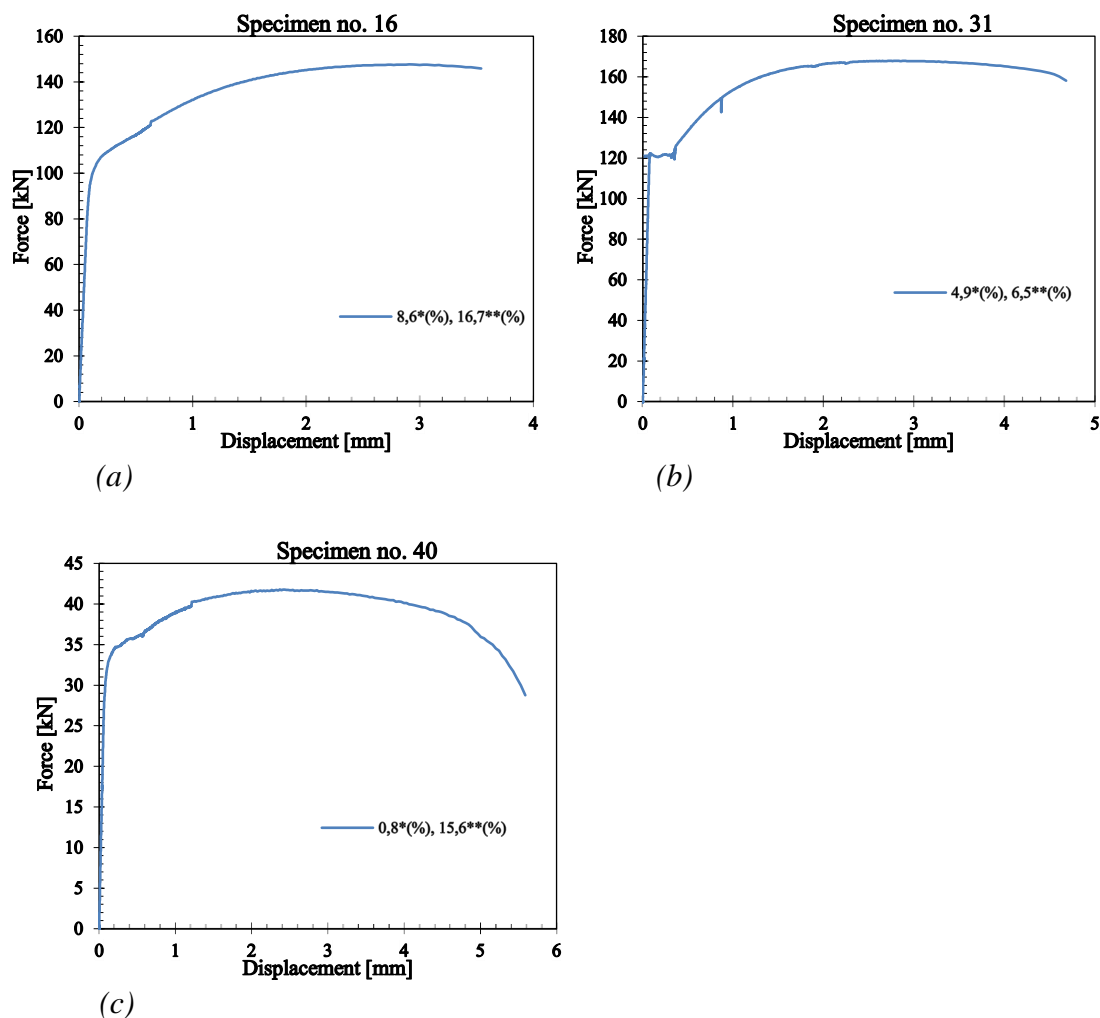 Specimen no. 16
160
140
120
100
80
60
40
20
0
Force [kN]
8,6*(%), 16,7**(%)
0 1 2 3 4
Displacement [mm]
(a)
Specimen no. 31
180
160
140
120
100
80
60
40
20
0
Force [kN]
4,9*(%), 6,5**(%)
0 1 2 3 4 5
Displacement [mm]
(b)
Specimen no. 40
45
40
35
30
25
20
15
10
5
0
Force [kN]
0,8*(%), 15,6**(%)
0 1 2 3 4 5 6
Displacement [mm]
(c)